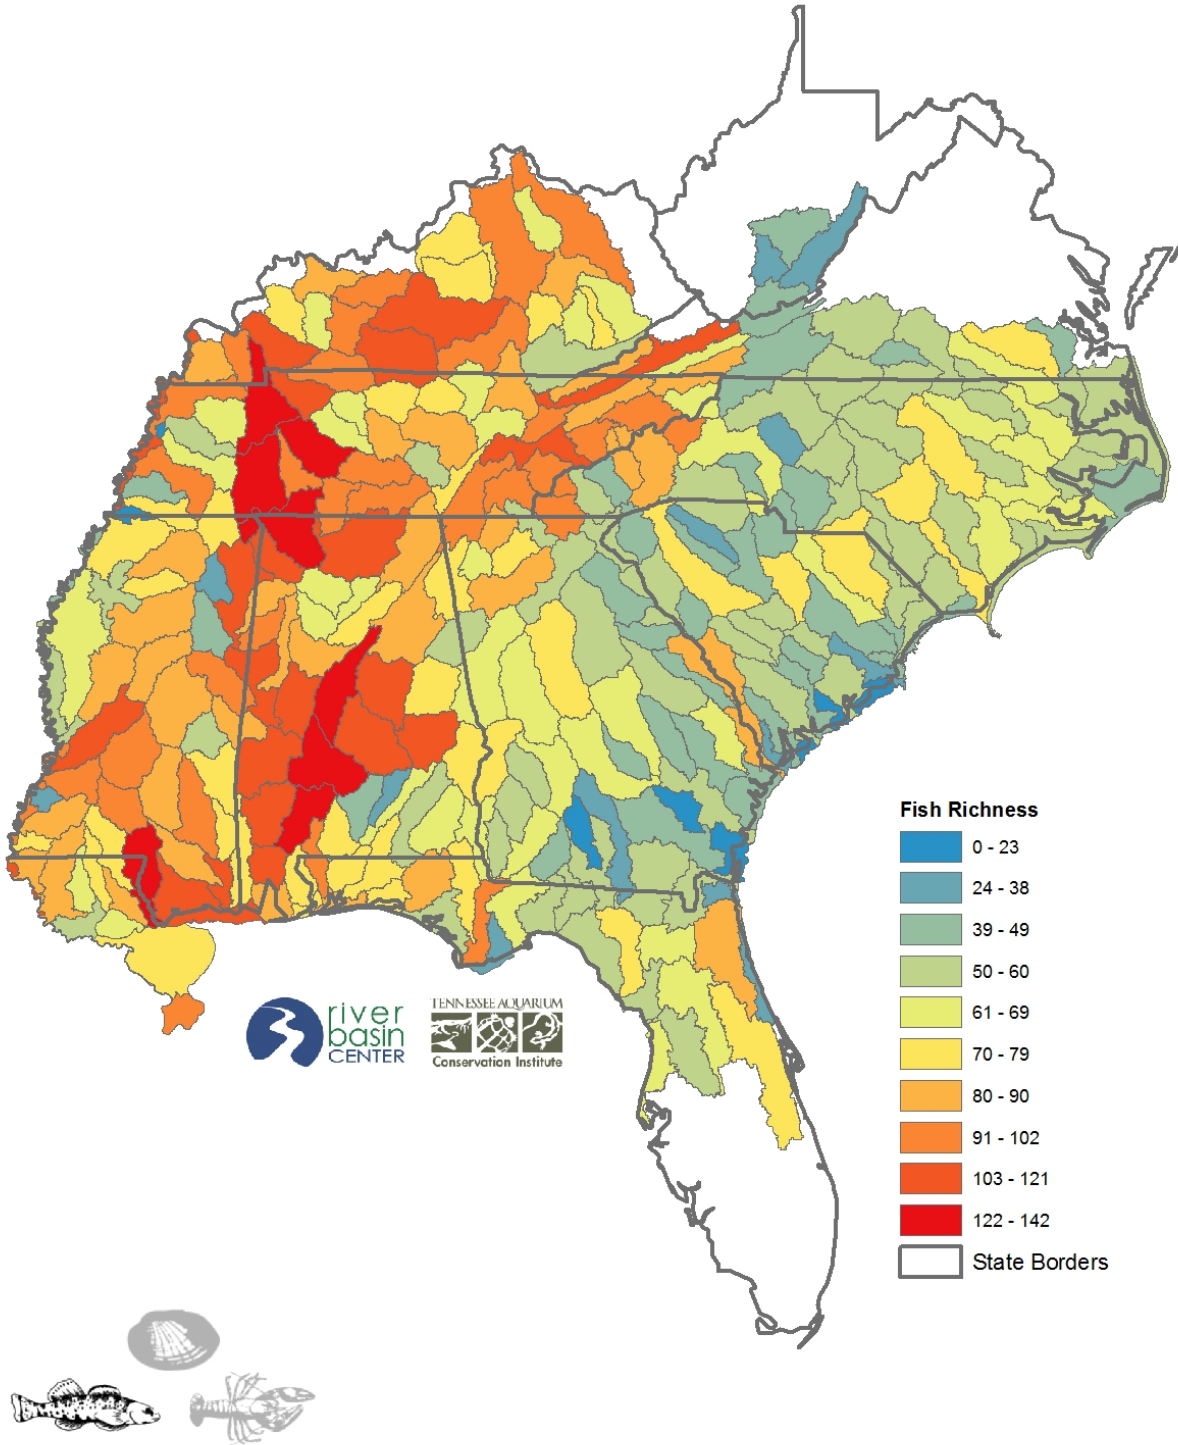 Fish Richness
0 - 23
24 - 38
39 - 49
50 - 60
61 - 69
70 - 79
80 - 90
91 - 102
103 - 121
122 - 142
State Borders
river
basin
CENTER
TENNESSEE AQUARIUM
Conservation Institute